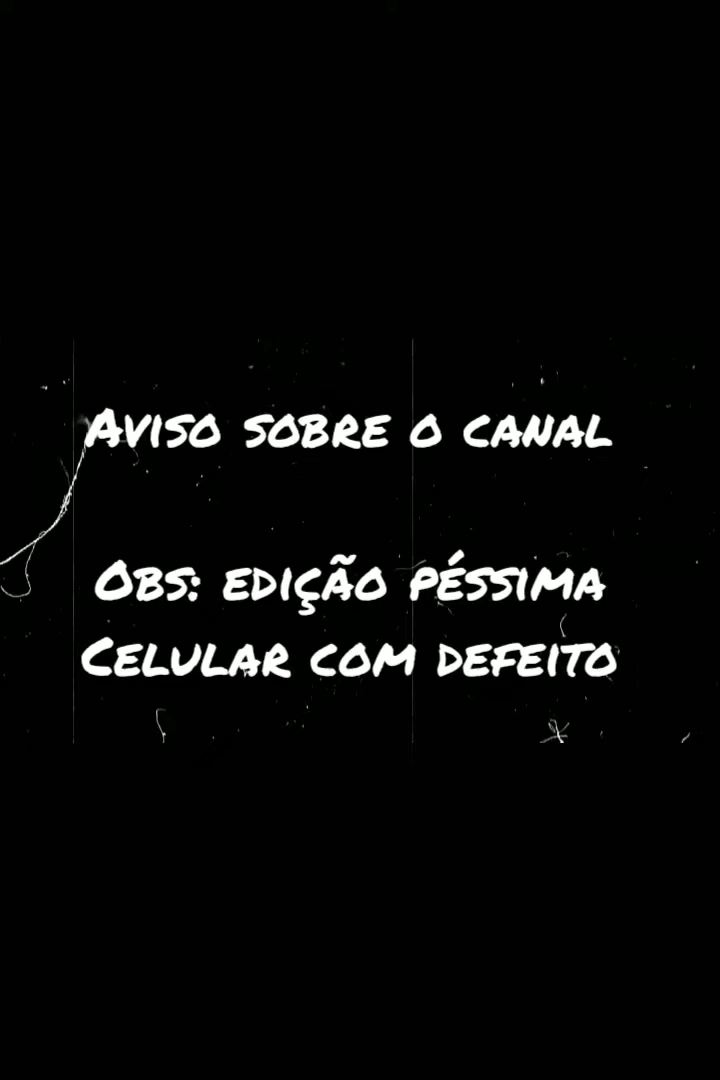 Aviso sobre o canal
Obs: edição péssima
Celular com defeito